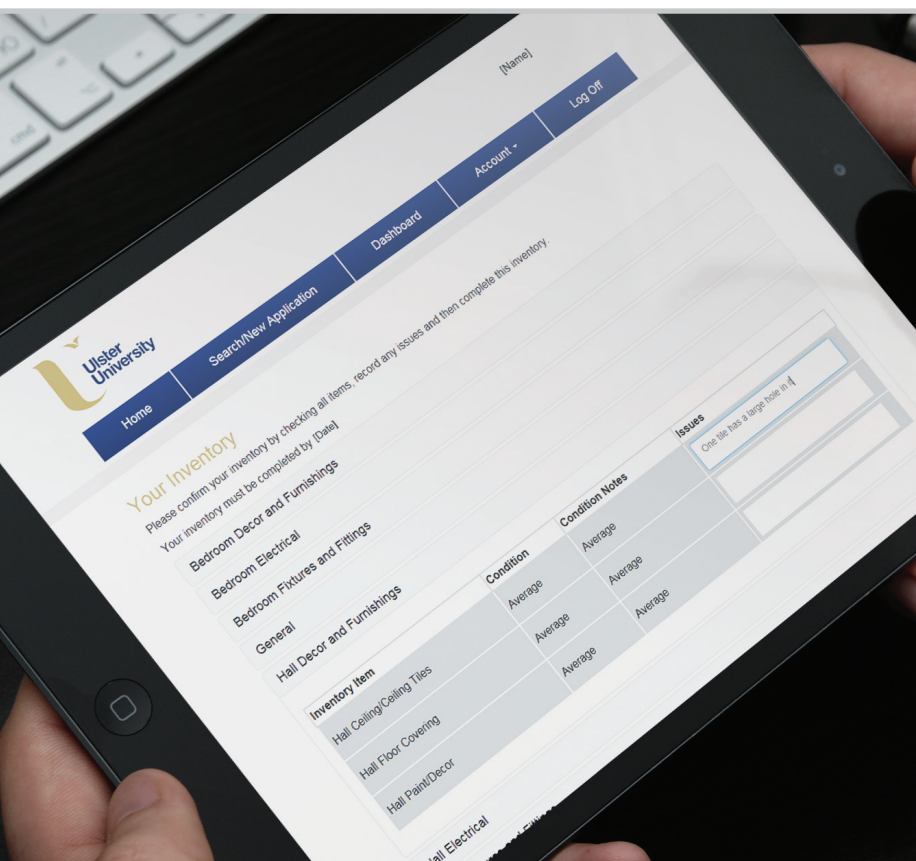 [Name]
Ulster
University
Home
Search/New Application
Dashboard
Account
Log Off
Your Inventory
Please confirm your inventory by checking all items, record any issues and then complete this inventory.
Your inventory must be completed by [Date]
Bedroom Decor and Furnishings
Bedroom Electrical
Bedroom Fixtures and Fittings
General
Hall Decor and Furnishings
Inventory Item Condition Condition Notes Issues
Hall Ceiling/Ceiling Tiles Average Average One tile has a large hole in it
Hall Floor Covering Average Average
Hall Paint/Decor Average Average
Hall Electrical
cmd